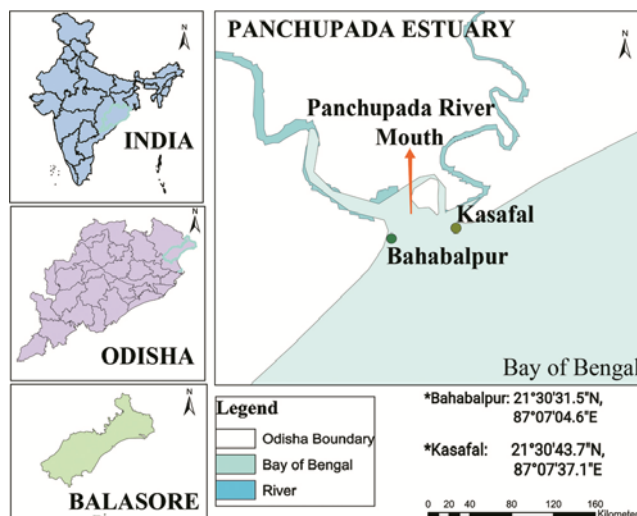 N
INDIA
N
ODISHA
N
BALASORE
PANCHUPADA ESTUARY
N
Panchupada River
Mouth
Kasafal
Bahabalpur
Bay of Bengal
Legend
Odisha Boundary
Bay of Bengal
River
*Bahabalpur: 21°30'31.5"N,
87°07'04.6"E
*Kasafal: 21°30'43.7"N,
87°07'37.1"E
0 20 40 80 120 160